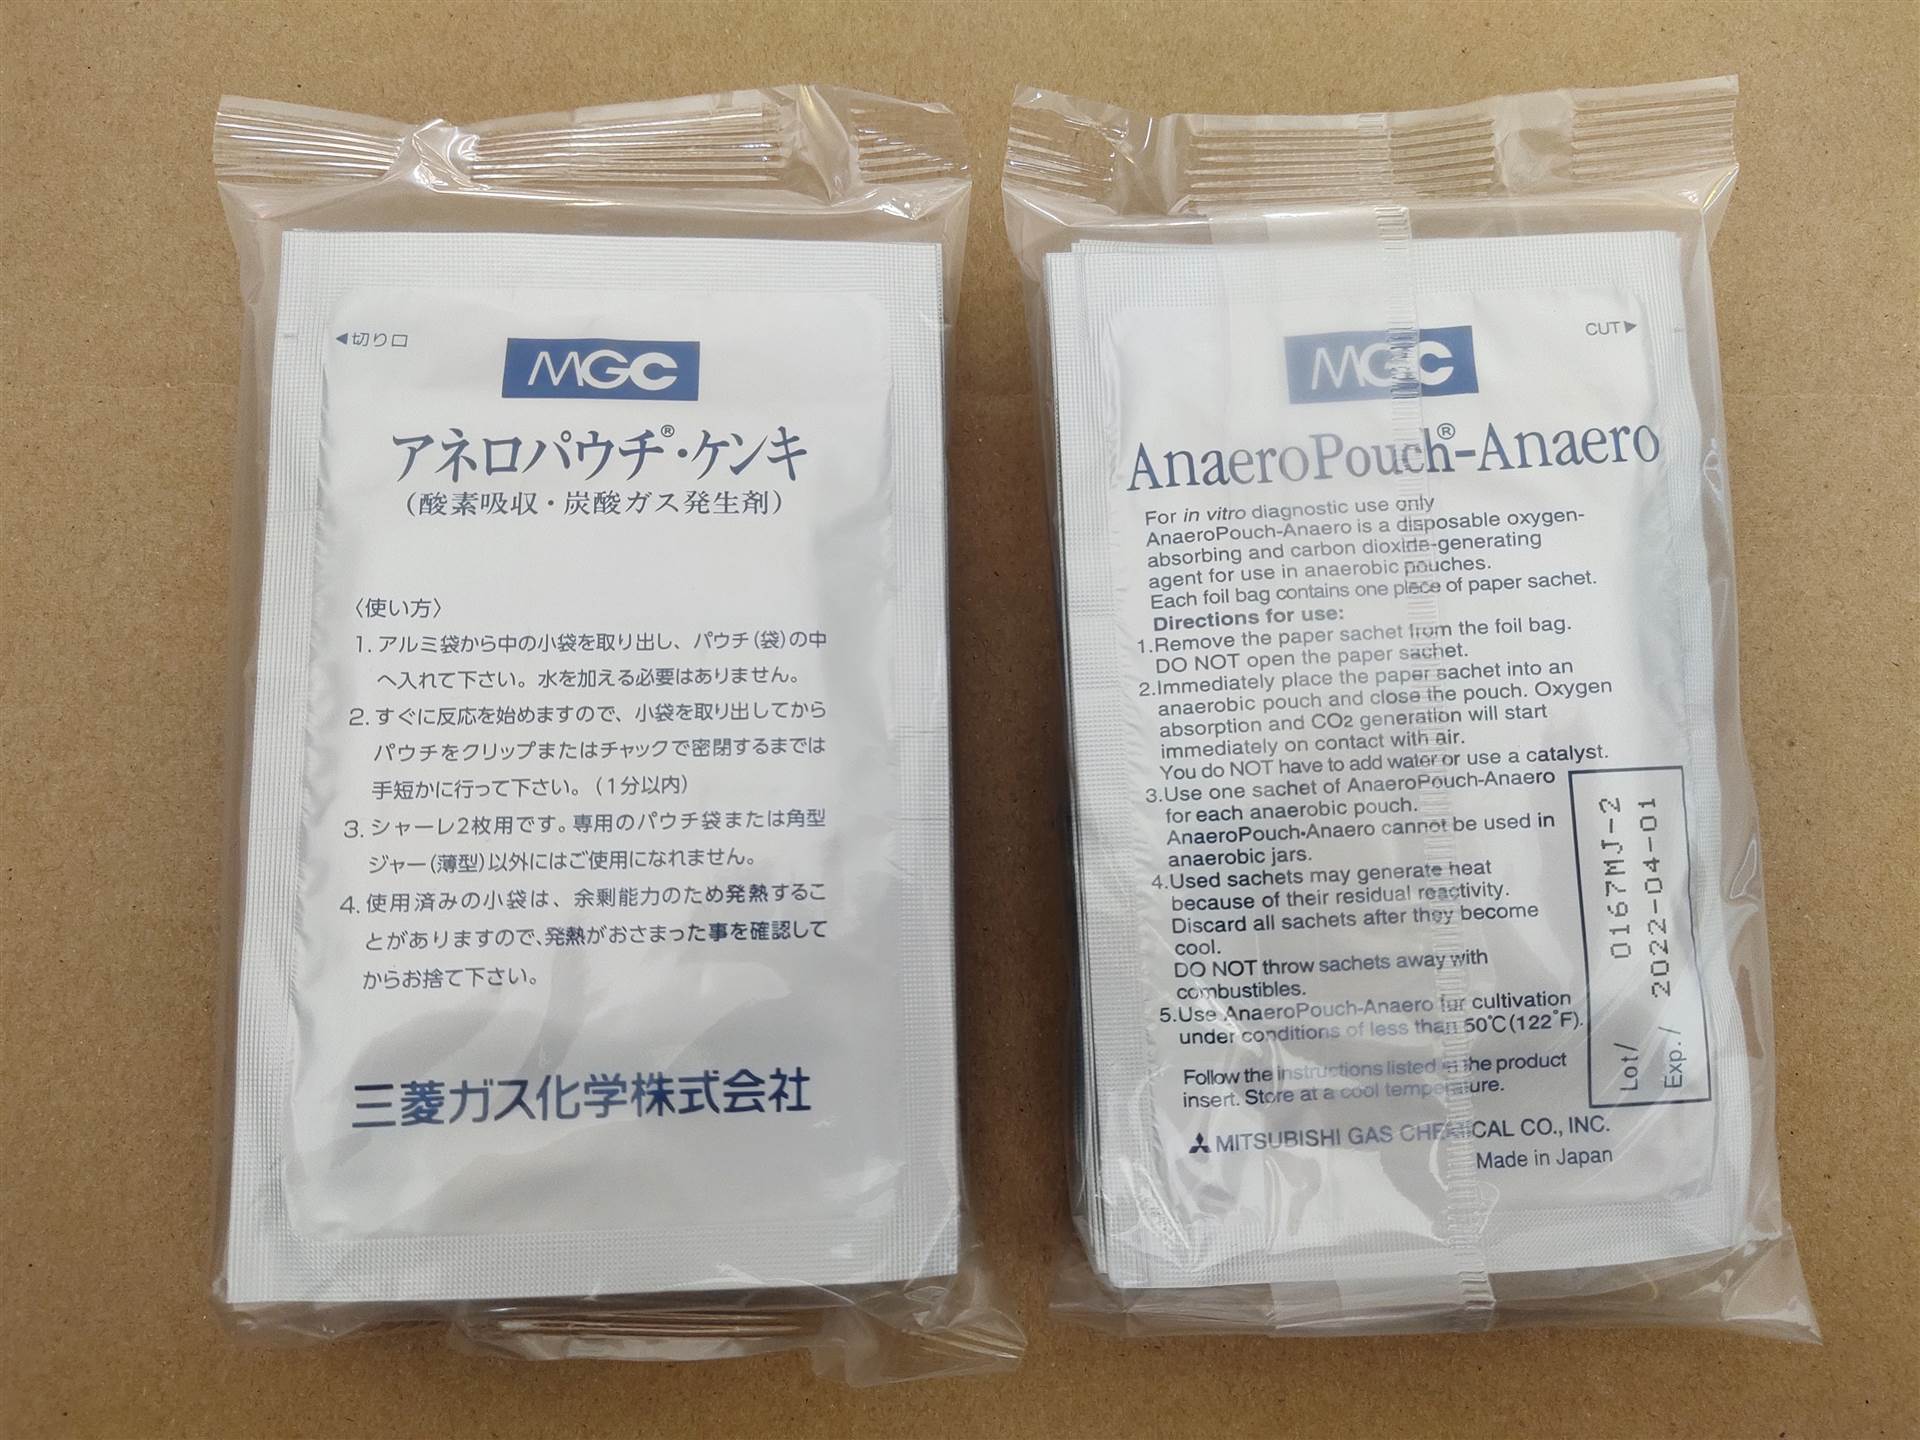 ◀切り口
MGC
アネロパウチ®・ケンキ
（酸素吸収・炭酸ガス発生剤）
〈使い方〉
1. アルミ袋から中の小袋を取り出し、パウチ（袋）の中
へ入れて下さい。水を加える必要はありません。
2. すぐに反応を始めますので、小袋を取り出してから
パウチをクリップまたはチャックで密閉するまでは
手短かに行って下さい。（1分以内）
3. シャーレ2枚用です。専用のパウチ袋または角型
ジャー（薄型）以外にはご使用になれません。
4. 使用済みの小袋は、余剰能力のため発熱するこ
とがありますので、発熱がおさまった事を確認して
からお捨て下さい。
三菱ガス化学株式会社
CUT▶
MGC
AnaeroPouch®-Anaero
For in vitro diagnostic use only
AnaeroPouch-Anaero is a disposable oxygen-
absorbing and carbon dioxide-generating
agent for use in anaerobic pouches.
Each foil bag contains one piece of paper sachet.
Directions for use:
1.Remove the paper sachet from the foil bag.
DO NOT open the paper sachet.
2.Immediately place the paper sachet into an
anaerobic pouch and close the pouch. Oxygen
absorption and CO2 generation will start
immediately on contact with air.
You do NOT have to add water or use a catalyst.
3.Use one sachet of AnaeroPouch-Anaero
for each anaerobic pouch.
AnaeroPouch•Anaero cannot be used in
anaerobic jars.
4.Used sachets may generate heat
because of their residual reactivity.
Discard all sachets after they become
cool.
DO NOT throw sachets away with
combustibles.
5.Use AnaeroPouch-Anaero for cultivation
under conditions of less than 50℃(122°F).
Follow the instructions listed in the product
insert. Store at a cool temperature.
MITSUBISHI GAS CHEMICAL CO., INC.
Made in Japan
Lot/ 0167MJ-2
Exp./ 2022-04-01